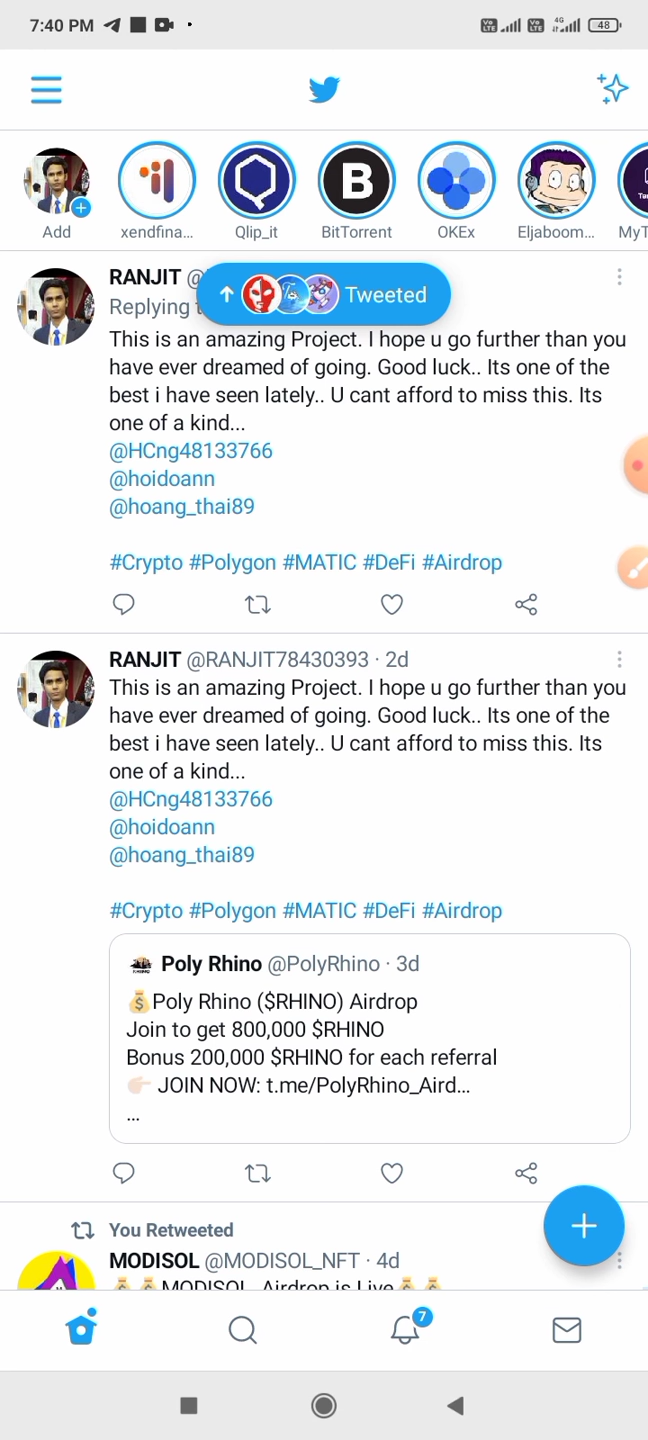 7:40 PM
Vo LTE
Vo LTE
4G
48
B
Add
xendfina...
Qlip_it
BitTorrent
OKEx
Eljaboom...
MyT
RANJIT @
Replying
Tweeted
This is an amazing Project. I hope u go further than you
have ever dreamed of going. Good luck.. Its one of the
best i have seen lately.. U cant afford to miss this. Its
one of a kind...
@HCng48133766
@hoidoann
@hoang_thai89
#Crypto #Polygon #MATIC #DeFi #Airdrop
RANJIT @RANJIT78430393 · 2d
This is an amazing Project. I hope u go further than you
have ever dreamed of going. Good luck.. Its one of the
best i have seen lately.. U cant afford to miss this. Its
one of a kind...
@HCng48133766
@hoidoann
@hoang_thai89
#Crypto #Polygon #MATIC #DeFi #Airdrop
Poly Rhino @PolyRhino · 3d
💰Poly Rhino ($RHINO) Airdrop
Join to get 800,000 $RHINO
Bonus 200,000 $RHINO for each referral
👉🏻 JOIN NOW: t.me/PolyRhino_Aird...
...
You Retweeted
MODISOL @MODISOL_NFT · 4d
💰💰MODISOL Airdrop is Live💰💰
7